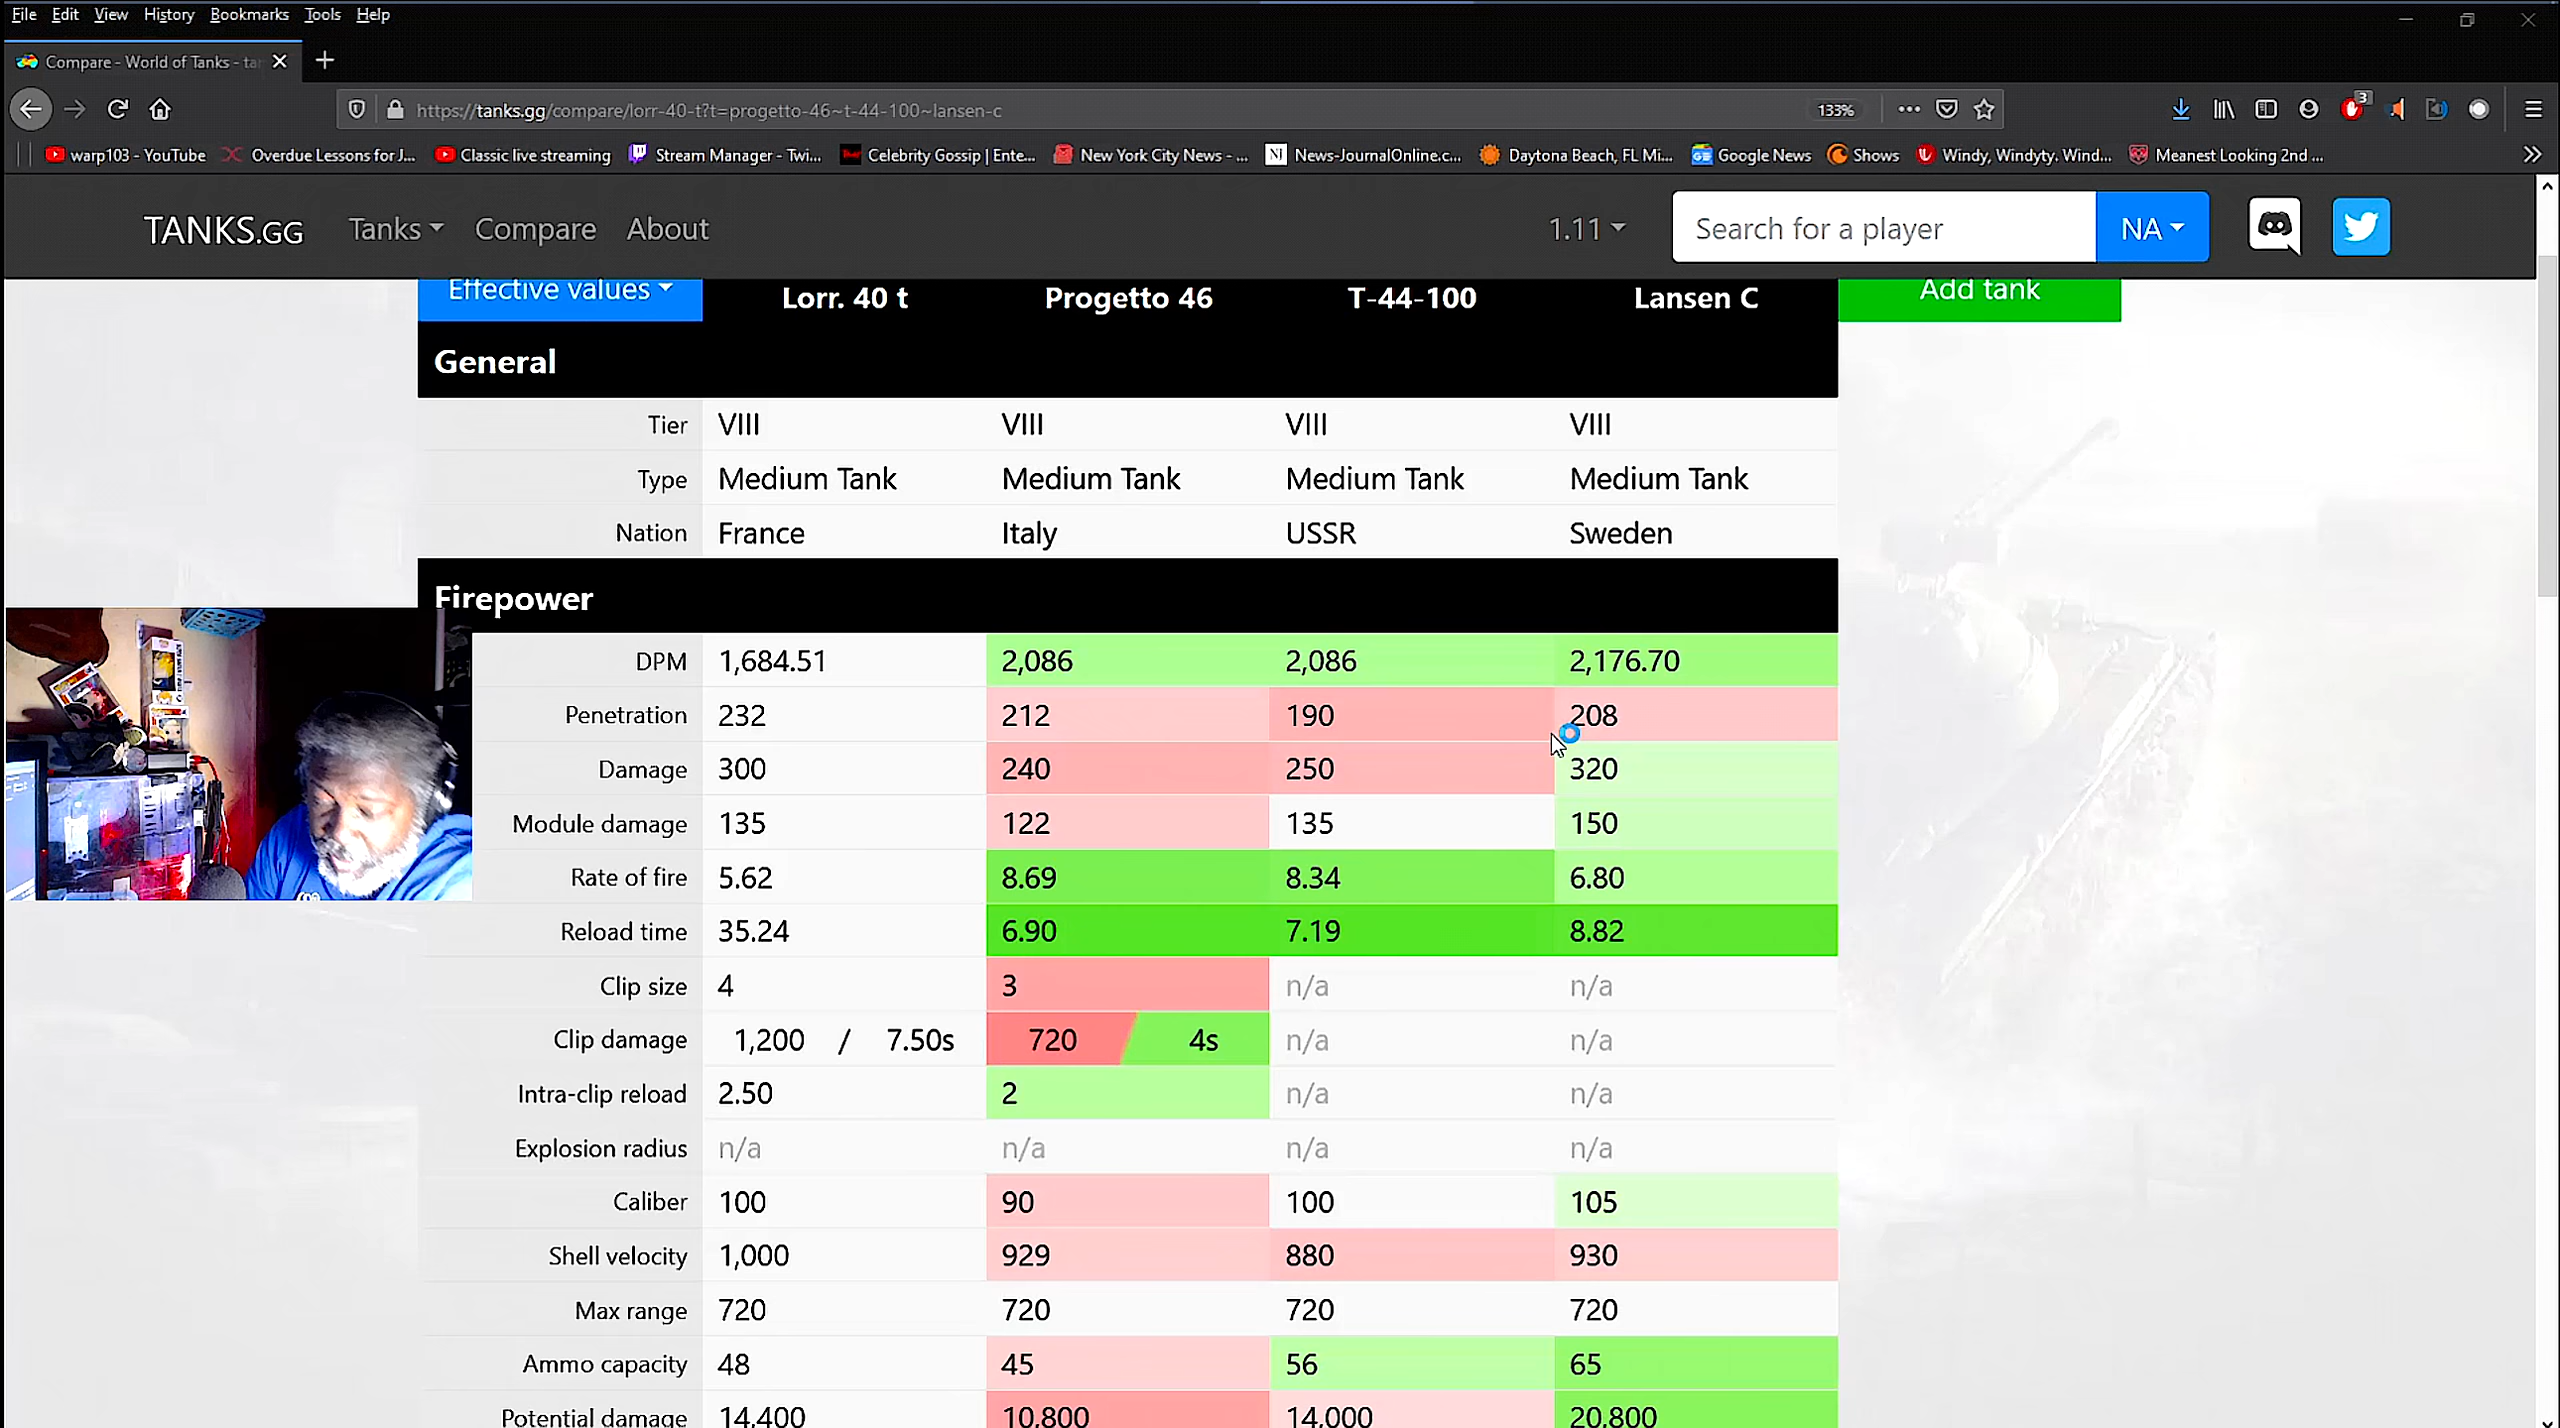 File Edit View History Bookmarks Tools Help
Compare - World of Tanks - tan
https://tanks.gg/compare/lorr-40-t?t=progetto-46~t-44-100~lansen-c 133% 3
warp103 - YouTube Overdue Lessons for J... Classic live streaming Stream Manager - Twi... Celebrity Gossip | Ente... New York City News - ... News-JournalOnline.c... Daytona Beach, FL Mi... Google News Shows Windy, Windyty. Wind... Meanest Looking 2nd ...
TANKS.GG Tanks Compare About 1.11 Search for a player NA
Effective values Lorr. 40 t Progetto 46 T-44-100 Lansen C Add tank
General
Tier VIII VIII VIII VIII
Type Medium Tank Medium Tank Medium Tank Medium Tank
Nation France Italy USSR Sweden
Firepower
DPM 1,684.51 2,086 2,086 2,176.70
Penetration 232 212 190 208
Damage 300 240 250 320
Module damage 135 122 135 150
Rate of fire 5.62 8.69 8.34 6.80
Reload time 35.24 6.90 7.19 8.82
Clip size 4 3 n/a n/a
Clip damage 1,200 / 7.50s 720 4s n/a n/a
Intra-clip reload 2.50 2 n/a n/a
Explosion radius n/a n/a n/a n/a
Caliber 100 90 100 105
Shell velocity 1,000 929 880 930
Max range 720 720 720 720
Ammo capacity 48 45 56 65
Potential damage 14,400 10,800 14,000 20,800